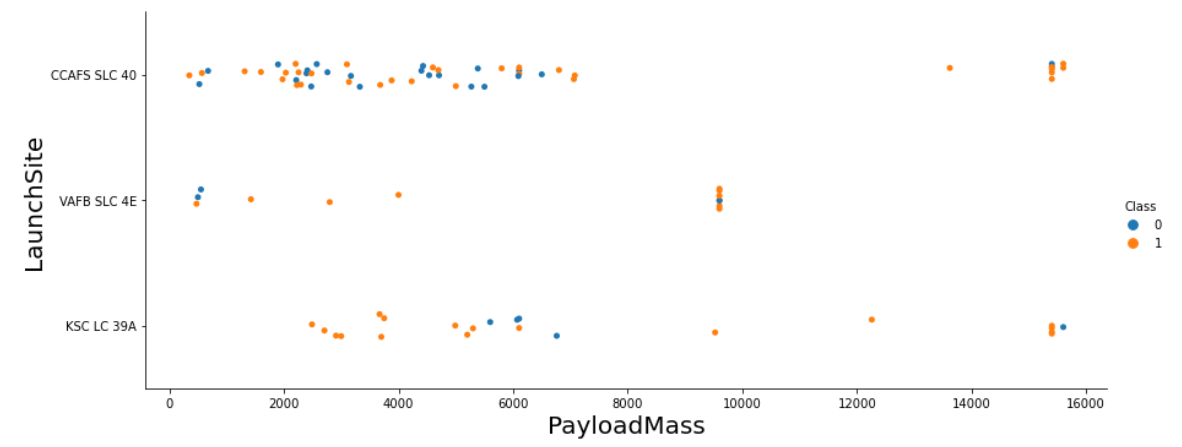 LaunchSite
CCAFS SLC 40
VAFB SLC 4E
KSC LC 39A
0 2000 4000 6000 8000 10000 12000 14000 16000
PayloadMass
Class
0
1